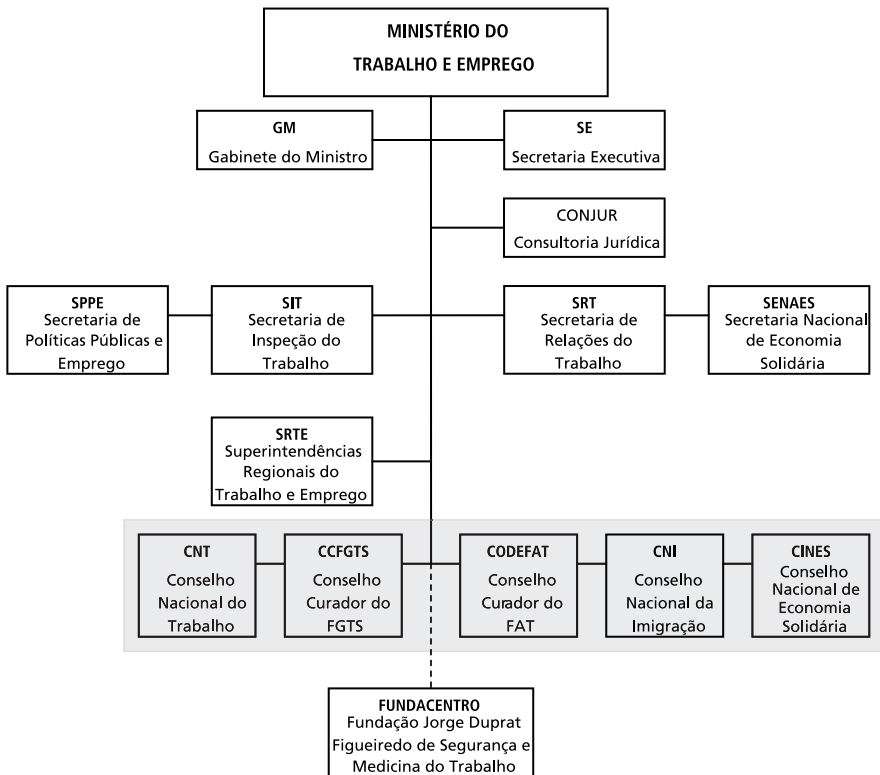 MINISTÉRIO DO
TRABALHO E EMPREGO
GM
Gabinete do Ministro
SE
Secretaria Executiva
CONJUR
Consultoria Jurídica
SPPE
Secretaria de
Políticas Públicas e
Emprego
SIT
Secretaria de
Inspeção do
Trabalho
SRT
Secretaria de
Relações do
Trabalho
SENAES
Secretaria Nacional
de Economia
Solidária
SRTE
Superintendências
Regionais do
Trabalho e Emprego
CNT
Conselho
Nacional do
Trabalho
CCFGTS
Conselho
Curador do
FGTS
CODEFAT
Conselho
Curador do
FAT
CNI
Conselho
Nacional da
Imigração
CINES
Conselho
Nacional de
Economia
Solidária
FUNDACENTRO
Fundação Jorge Duprat
Figueiredo de Segurança e
Medicina do Trabalho